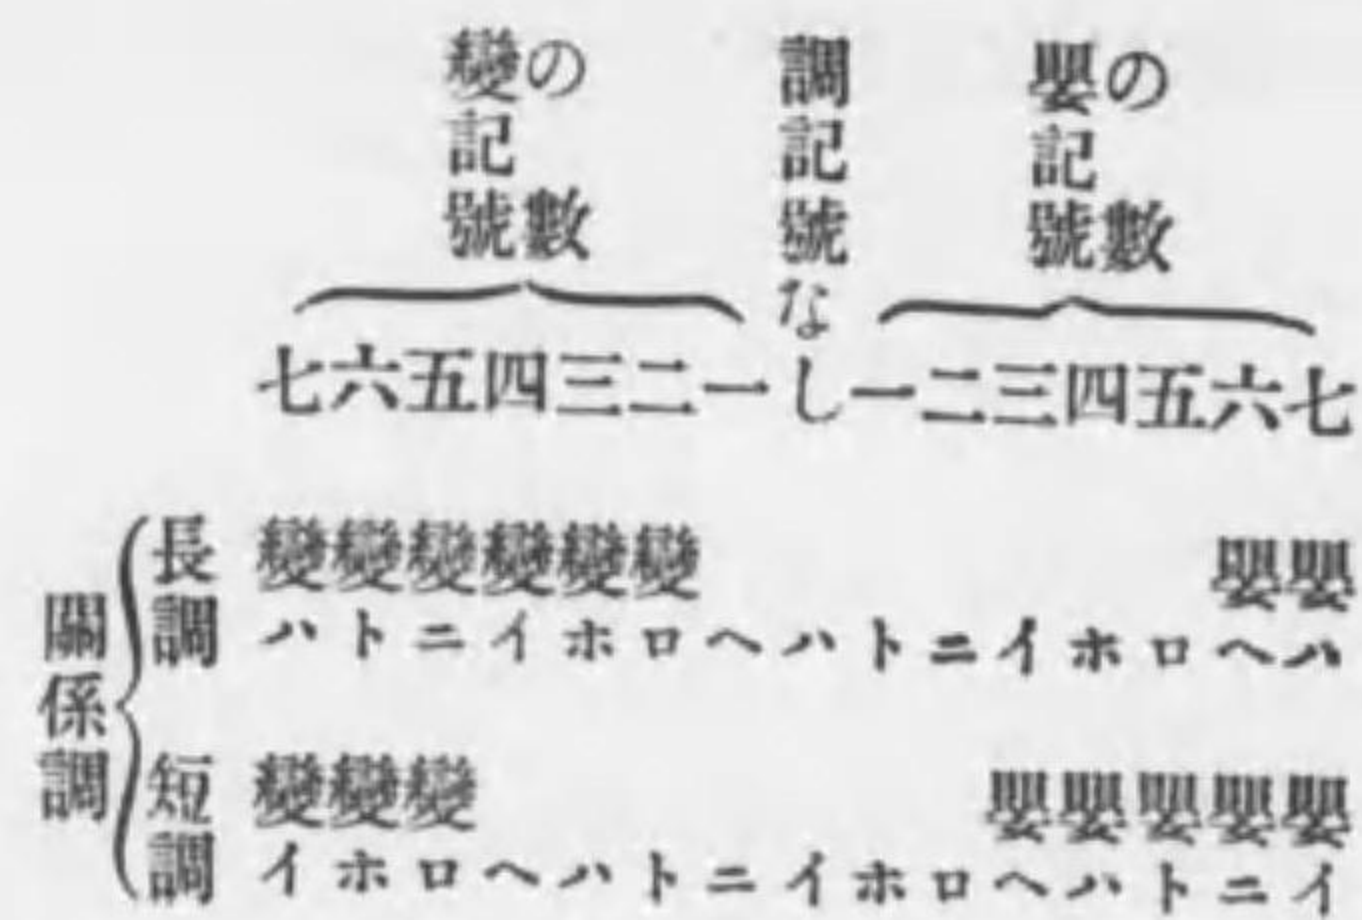 嬰記號
の數
七 嬰ハ 嬰イ
六 嬰ヘ 嬰ニ
五 ロ 嬰ト
四 ホ 嬰ハ
三 イ 嬰ヘ
二 ニ ロ
一 ト ホ
調記號なし ハ イ
變記號
の數
一 ヘ ニ
二 變ロ ト
三 變ホ ハ
四 變イ ヘ
五 變ニ 變ロ
六 變ト 變ホ
七 變ハ 變イ
長調 短調
關係調